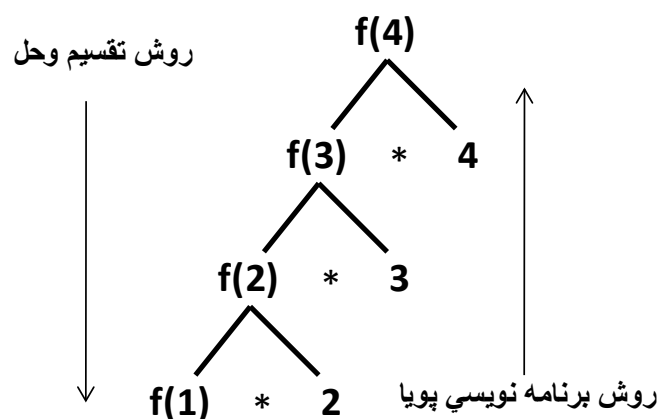 f(4)
روش تقسيم وحل
f(3) * 4
f(2) * 3
f(1) * 2
روش برنامه نويسي پويا